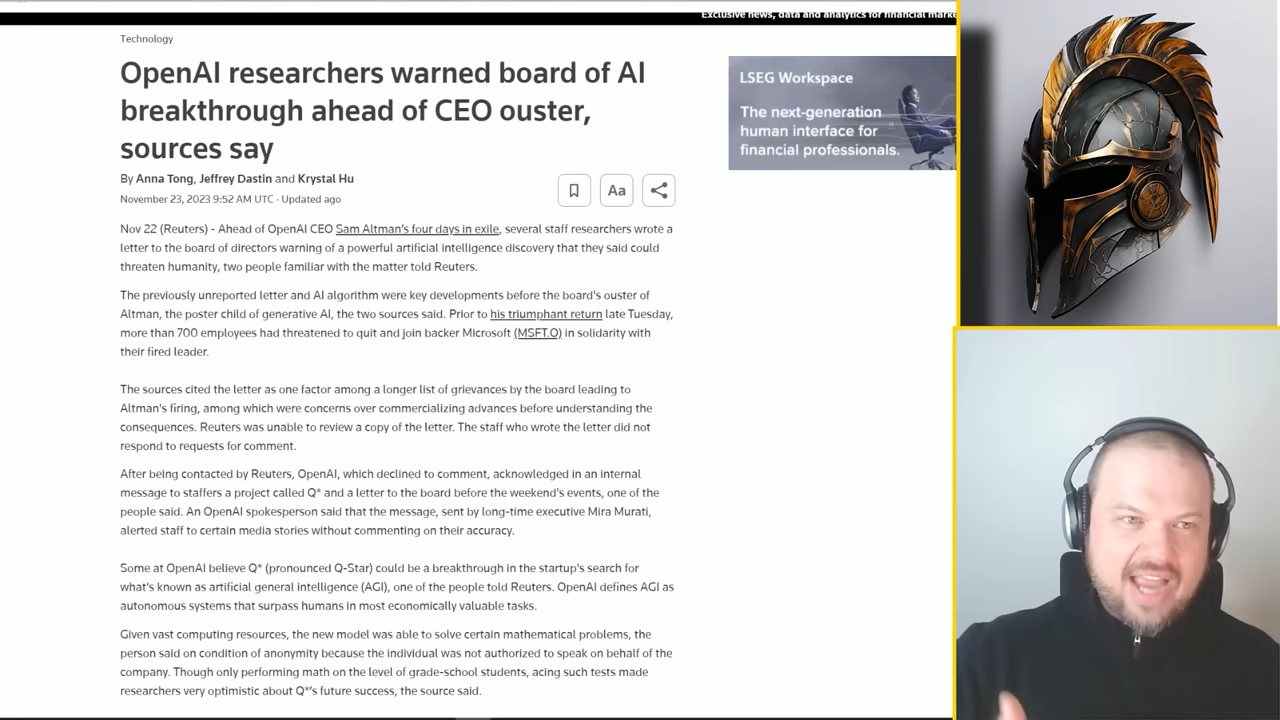 Exclusive news, data and analytics for financial marke
Technology
OpenAI researchers warned board of AI
breakthrough ahead of CEO ouster,
sources say
By Anna Tong, Jeffrey Dastin and Krystal Hu
November 23, 2023 9:52 AM UTC · Updated ago
Aa
LSEG Workspace
The next-generation
human interface for
financial professionals.
Nov 22 (Reuters) - Ahead of OpenAI CEO Sam Altman's four days in exile, several staff researchers wrote a
letter to the board of directors warning of a powerful artificial intelligence discovery that they said could
threaten humanity, two people familiar with the matter told Reuters.
The previously unreported letter and AI algorithm were key developments before the board's ouster of
Altman, the poster child of generative AI, the two sources said. Prior to his triumphant return late Tuesday,
more than 700 employees had threatened to quit and join backer Microsoft (MSFT.O) in solidarity with
their fired leader.
The sources cited the letter as one factor among a longer list of grievances by the board leading to
Altman's firing, among which were concerns over commercializing advances before understanding the
consequences. Reuters was unable to review a copy of the letter. The staff who wrote the letter did not
respond to requests for comment.
After being contacted by Reuters, OpenAI, which declined to comment, acknowledged in an internal
message to staffers a project called Q* and a letter to the board before the weekend's events, one of the
people said. An OpenAI spokesperson said that the message, sent by long-time executive Mira Murati,
alerted staff to certain media stories without commenting on their accuracy.
Some at OpenAI believe Q* (pronounced Q-Star) could be a breakthrough in the startup's search for
what's known as artificial general intelligence (AGI), one of the people told Reuters. OpenAI defines AGI as
autonomous systems that surpass humans in most economically valuable tasks.
Given vast computing resources, the new model was able to solve certain mathematical problems, the
person said on condition of anonymity because the individual was not authorized to speak on behalf of the
company. Though only performing math on the level of grade-school students, acing such tests made
researchers very optimistic about Q*'s future success, the source said.